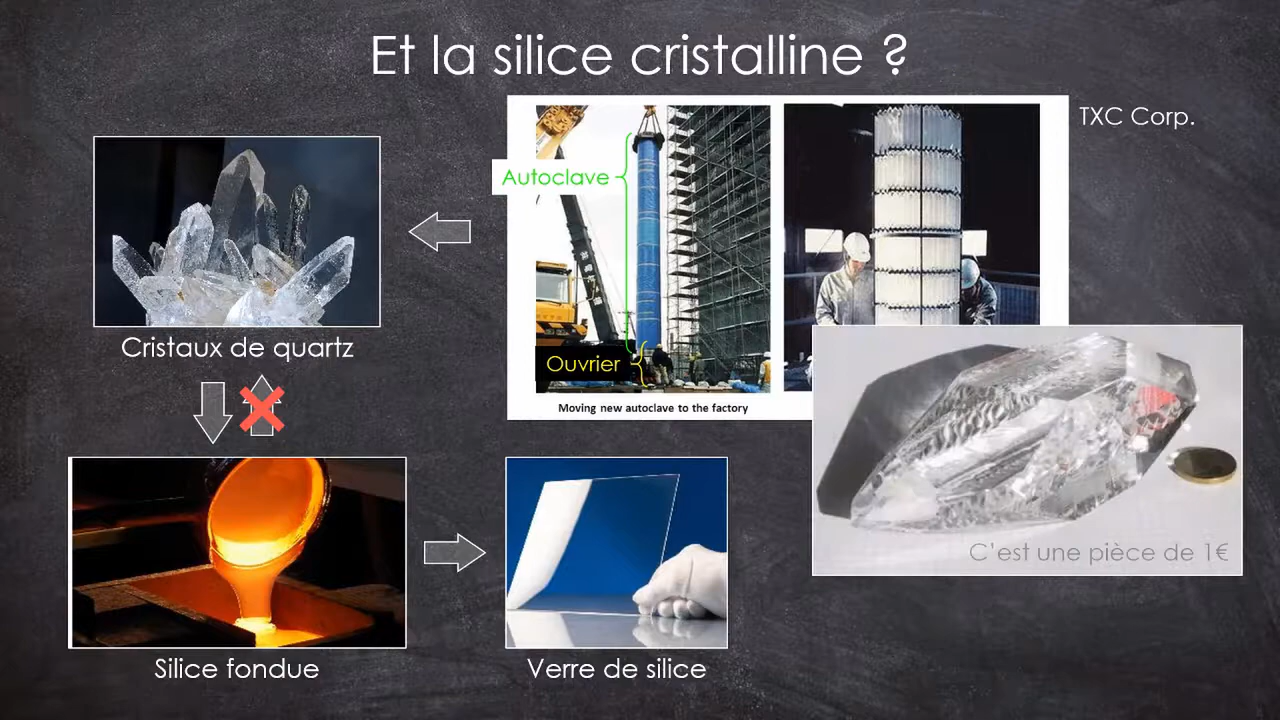 Et la silice cristalline ?
TXC Corp.
Autoclave
Ouvrier
Moving new autoclave to the factory
Cristaux de quartz
C'est une pièce de 1€
Silice fondue
Verre de silice